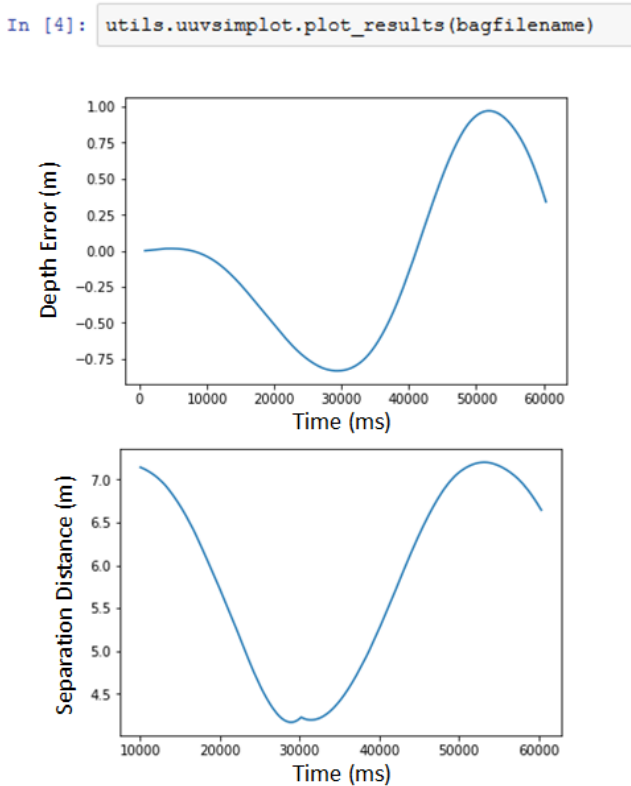 In [4]: utils.uuvsimplot.plot_results(bagfilename)
1.00
0.75
0.50
0.25
0.00
−0.25
−0.50
−0.75
Depth Error (m)
0 10000 20000 30000 40000 50000 60000
Time (ms)
7.0
6.5
6.0
5.5
5.0
4.5
Separation Distance (m)
10000 20000 30000 40000 50000 60000
Time (ms)